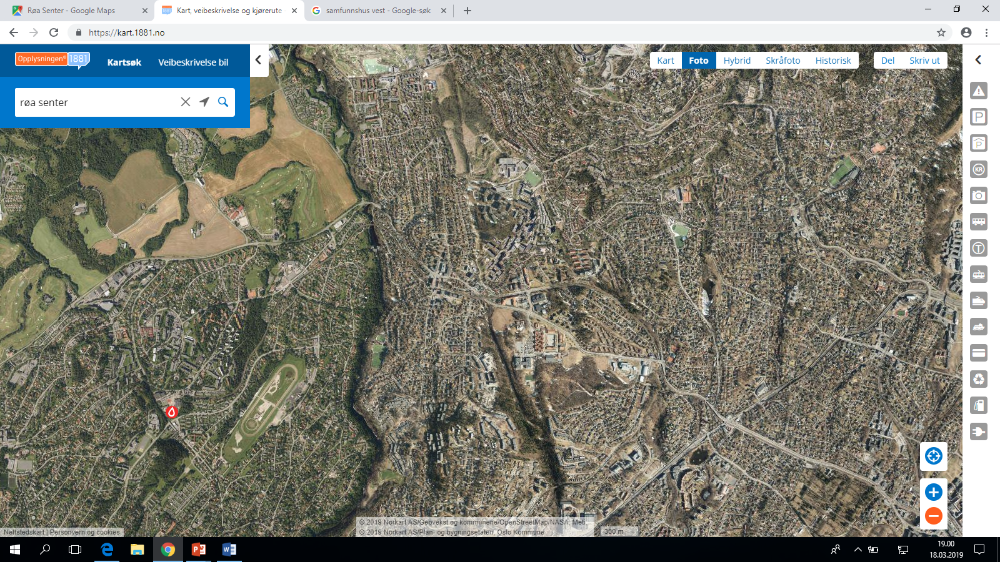 Røa Senter - Google Maps
Kart, veibeskrivelse og kjørerute
samfunnshus vest - Google-søk
https://kart.1881.no
Opplysningen® 1881
Kartsøk
Veibeskrivelse bil
røa senter
Kart
Foto
Hybrid
Skråfoto
Historisk
Del
Skriv ut
P
P
KR
T
© 2019 Norkart AS/Geovekst og kommunene/OpenStreetMap/NASA, Meti
© 2019 Norkart AS/Plan- og bygningsetaten, Oslo Kommune
300 m
Nettstedskart | Personvern og cookies
19.00
18.03.2019